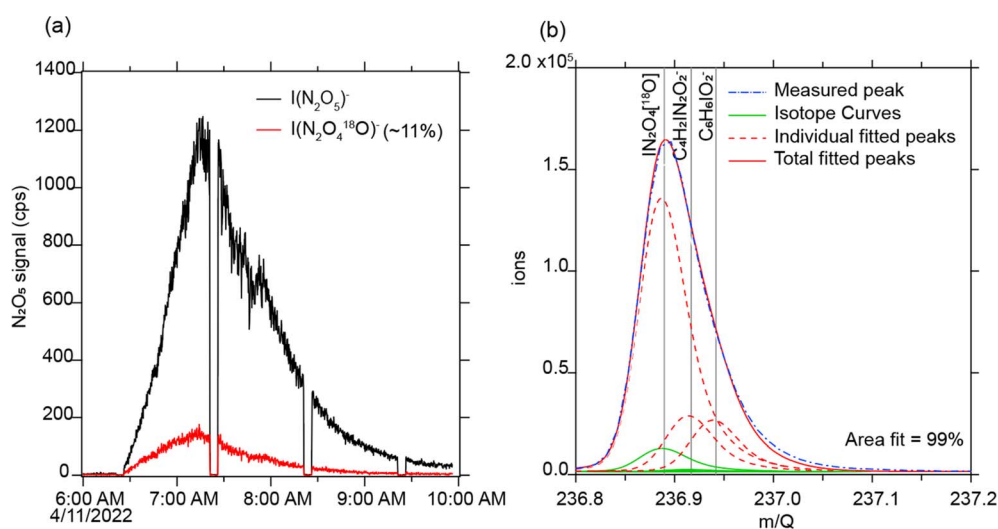 (a)
1400
1200
1000
800
600
400
200
0
N₂O₅ signal (cps)
I(N₂O₅)⁻
I(N₂O₄¹⁸O)⁻ (~11%)
6:00 AM 7:00 AM 8:00 AM 9:00 AM 10:00 AM
4/11/2022
(b)
2.0 x10⁵
1.5
1.0
0.5
0.0
ions
IN₂O₄[¹⁸O]
C₄H₂IN₂O₂⁻
C₆H₆IO₂⁻
Measured peak
Isotope Curves
Individual fitted peaks
Total fitted peaks
Area fit = 99%
236.8 236.9 237.0 237.1 237.2
m/Q